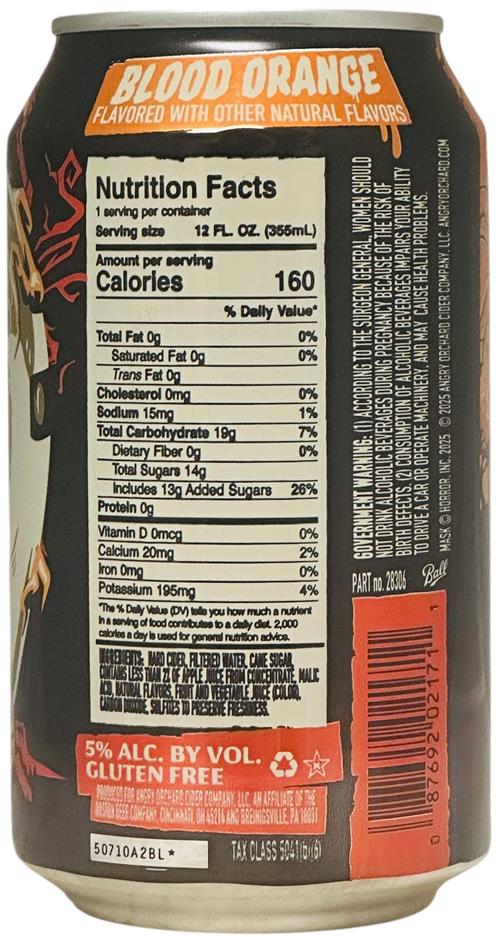 BLOOD ORANGE
FLAVORED WITH OTHER NATURAL FLAVORS
Nutrition Facts
1 serving per container
Serving size 12 FL. OZ. (355mL)
Amount per serving
Calories 160
% Daily Value*
Total Fat 0g 0%
Saturated Fat 0g 0%
Trans Fat 0g
Cholesterol 0mg 0%
Sodium 15mg 1%
Total Carbohydrate 19g 7%
Dietary Fiber 0g 0%
Total Sugars 14g
Includes 13g Added Sugars 26%
Protein 0g
Vitamin D 0mcg 0%
Calcium 20mg 2%
Iron 0mg 0%
Potassium 195mg 4%
*The % Daily Value (DV) tells you how much a nutrient
in a serving of food contributes to a daily diet. 2,000
calories a day is used for general nutrition advice.
INGREDIENTS: HARD CIDER, FILTERED WATER, CANE SUGAR,
CONTAINS LESS THAN 2% OF APPLE JUICE FROM CONCENTRATE, MALIC
ACID, NATURAL FLAVORS, FRUIT AND VEGETABLE JUICE (COLOR),
CARBON DIOXIDE, SULFITES TO PRESERVE FRESHNESS.
5% ALC. BY VOL.
GLUTEN FREE
PRODUCED FOR ANGRY ORCHARD CIDER COMPANY, LLC, AN AFFILIATE OF THE
BOSTON BEER COMPANY, CINCINNATI, OH 45214 AND BREINIGSVILLE, PA 18031
50710A2BL*
TAX CLASS 5041(b)(6)
GOVERNMENT WARNING: (1) ACCORDING TO THE SURGEON GENERAL, WOMEN SHOULD
NOT DRINK ALCOHOLIC BEVERAGES DURING PREGNANCY BECAUSE OF THE RISK OF
BIRTH DEFECTS. (2) CONSUMPTION OF ALCOHOLIC BEVERAGES IMPAIRS YOUR ABILITY
TO DRIVE A CAR OR OPERATE MACHINERY, AND MAY CAUSE HEALTH PROBLEMS.
MASK © HORROR, INC. 2025 © 2025 ANGRY ORCHARD CIDER COMPANY, LLC. ANGRYORCHARD.COM
PART no. 28306 Ball
0 87692 02171 1